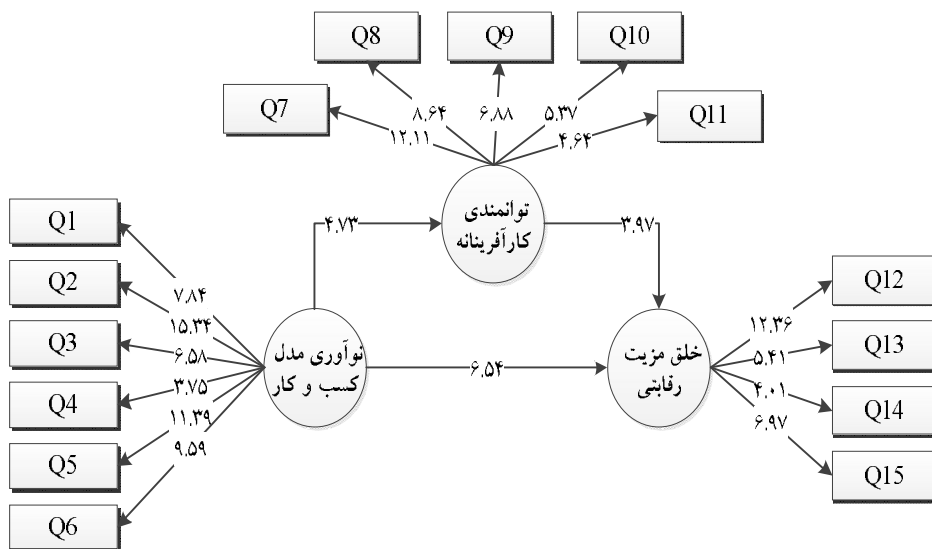 Q8
Q9
Q10
Q7
Q11
۸.۶۴
۶.۸۸
۵.۳۷
۱۲.۱۱
۴.۶۴
توانمندی
کارآفرینانه
۴.۷۳
۳.۹۷
Q1
Q2
Q3
Q4
Q5
Q6
۷.۸۴
۱۵.۳۴
۶.۵۸
۳.۷۵
۱۱.۳۹
۹.۵۹
نوآوری مدل
کسب و کار
۶.۵۴
خلق مزیت
رقابتی
۱۲.۳۶
۵.۴۱
۴.۰۱
۶.۹۷
Q12
Q13
Q14
Q15